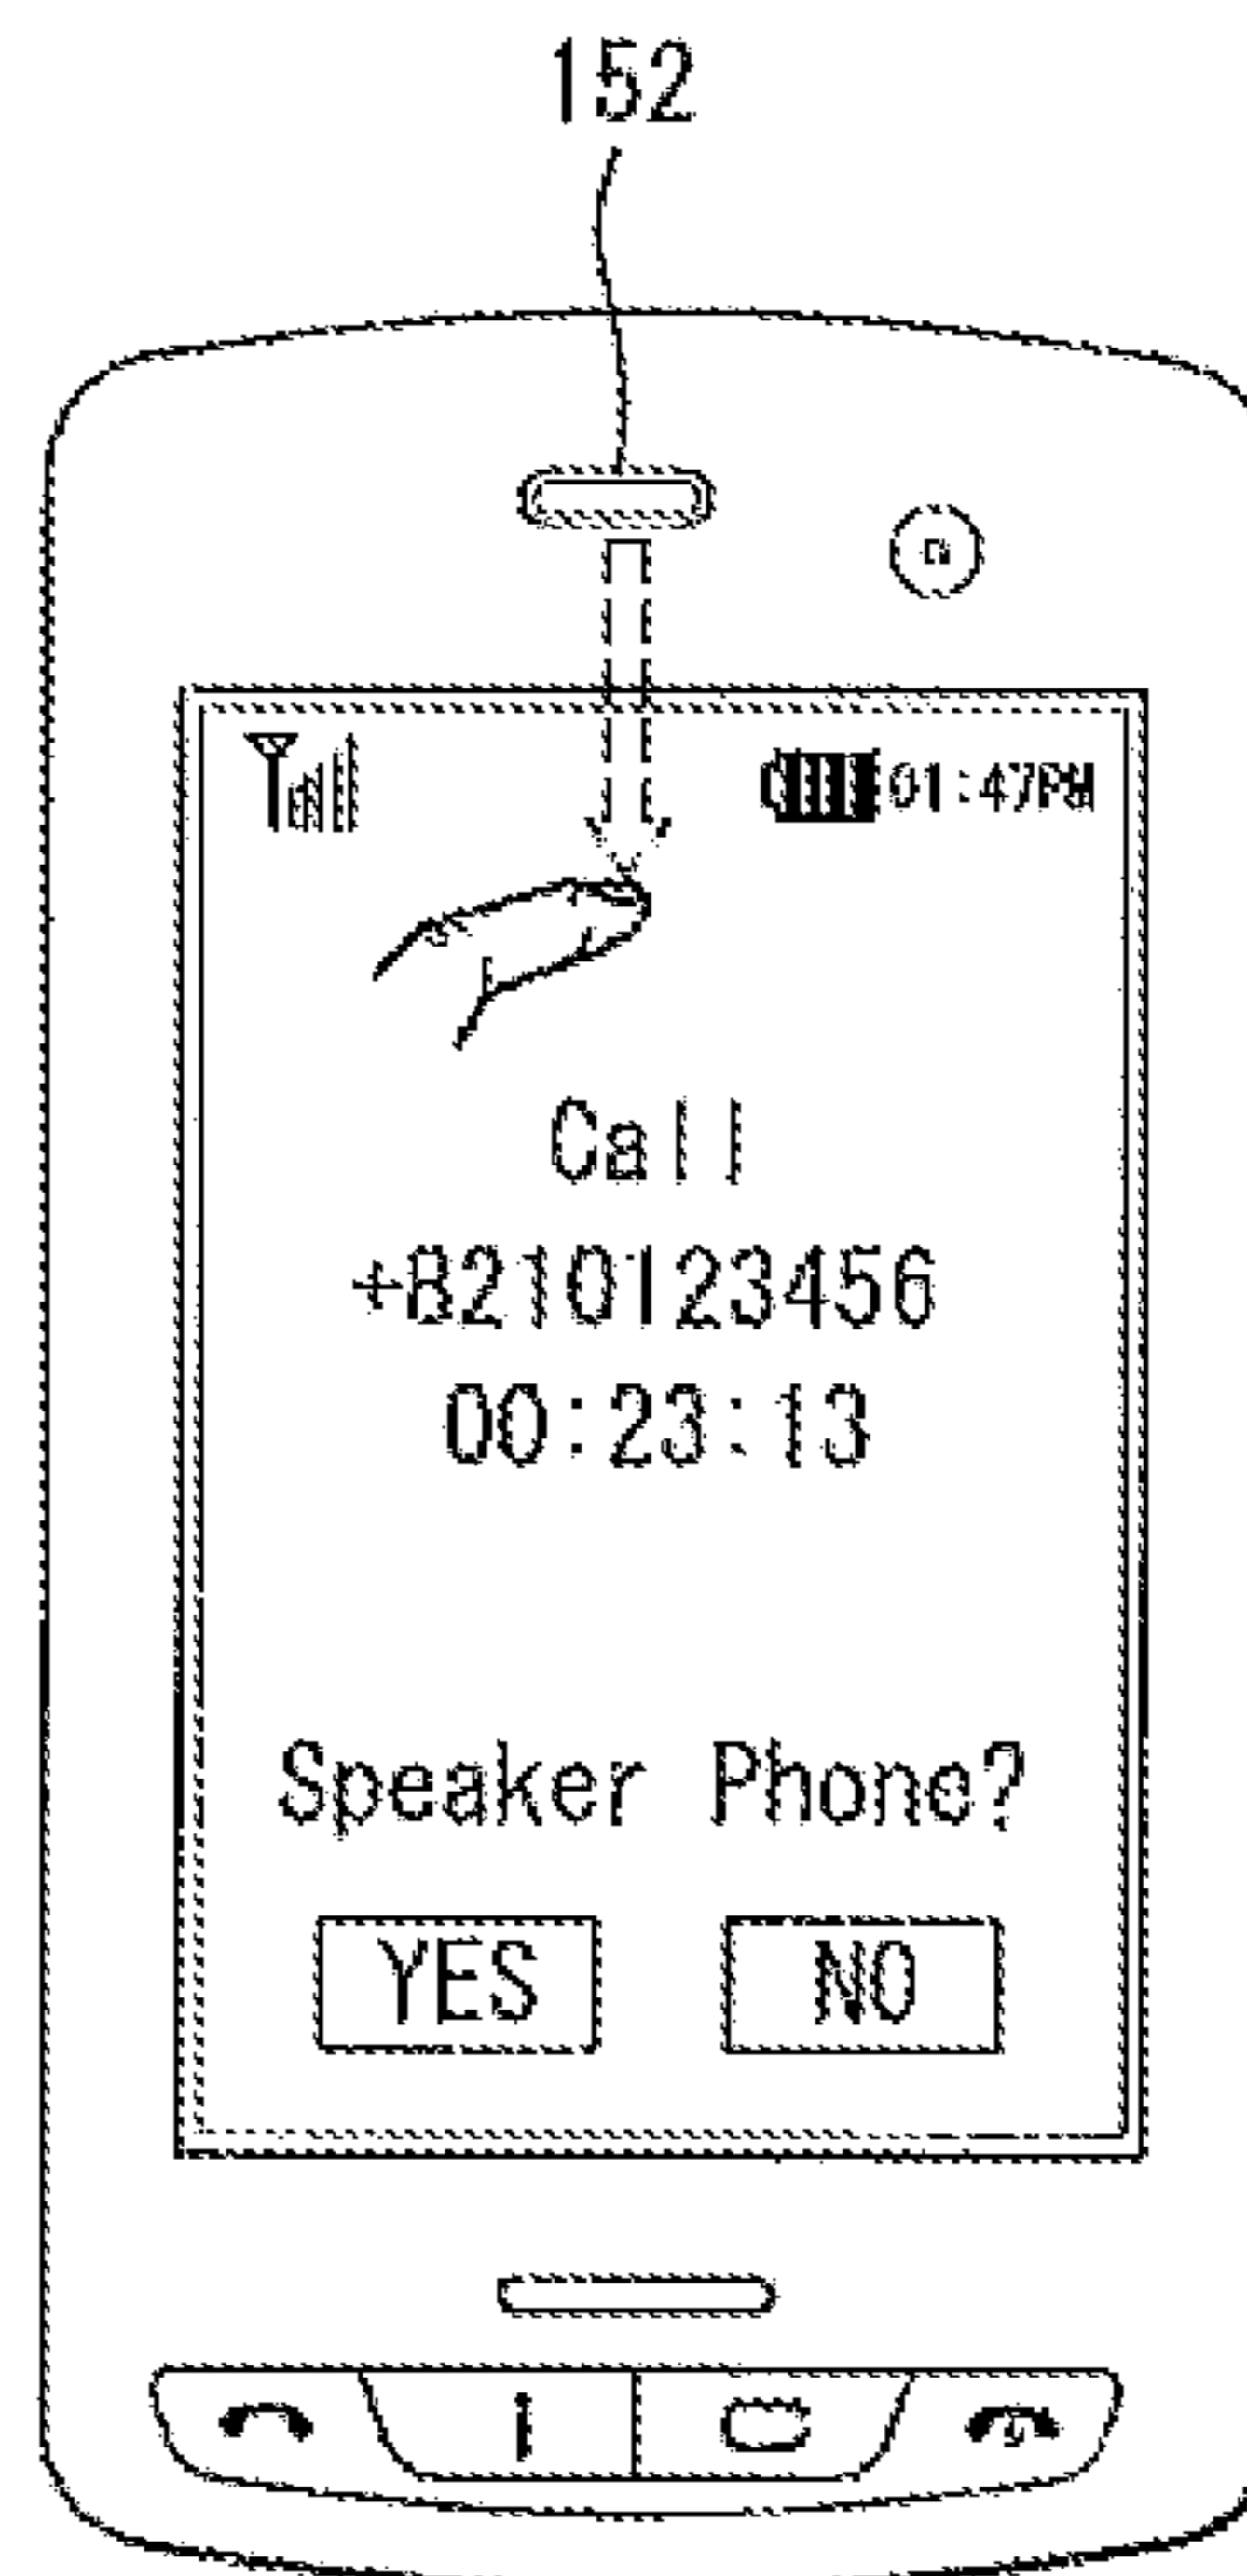 152
01:47PM
Call
+8210123456
00:23:13
Speaker Phone?
YES NO